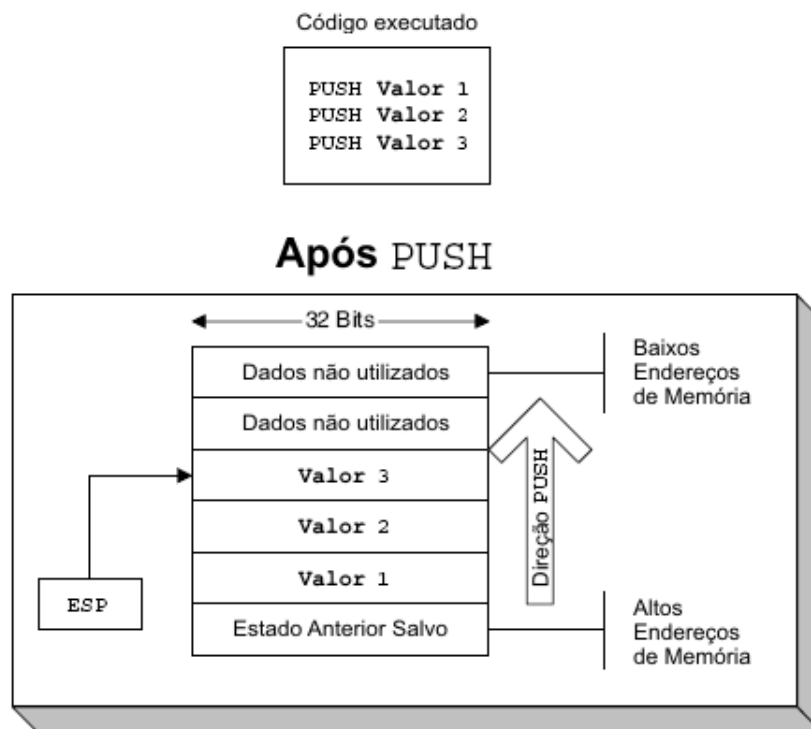 Código executado
PUSH Valor 1
PUSH Valor 2
PUSH Valor 3
Após PUSH
32 Bits
Dados não utilizados
Baixos
Endereços
de Memória
Dados não utilizados
Valor 3
Valor 2
Valor 1
Direção PUSH
ESP
Estado Anterior Salvo
Altos
Endereços
de Memória